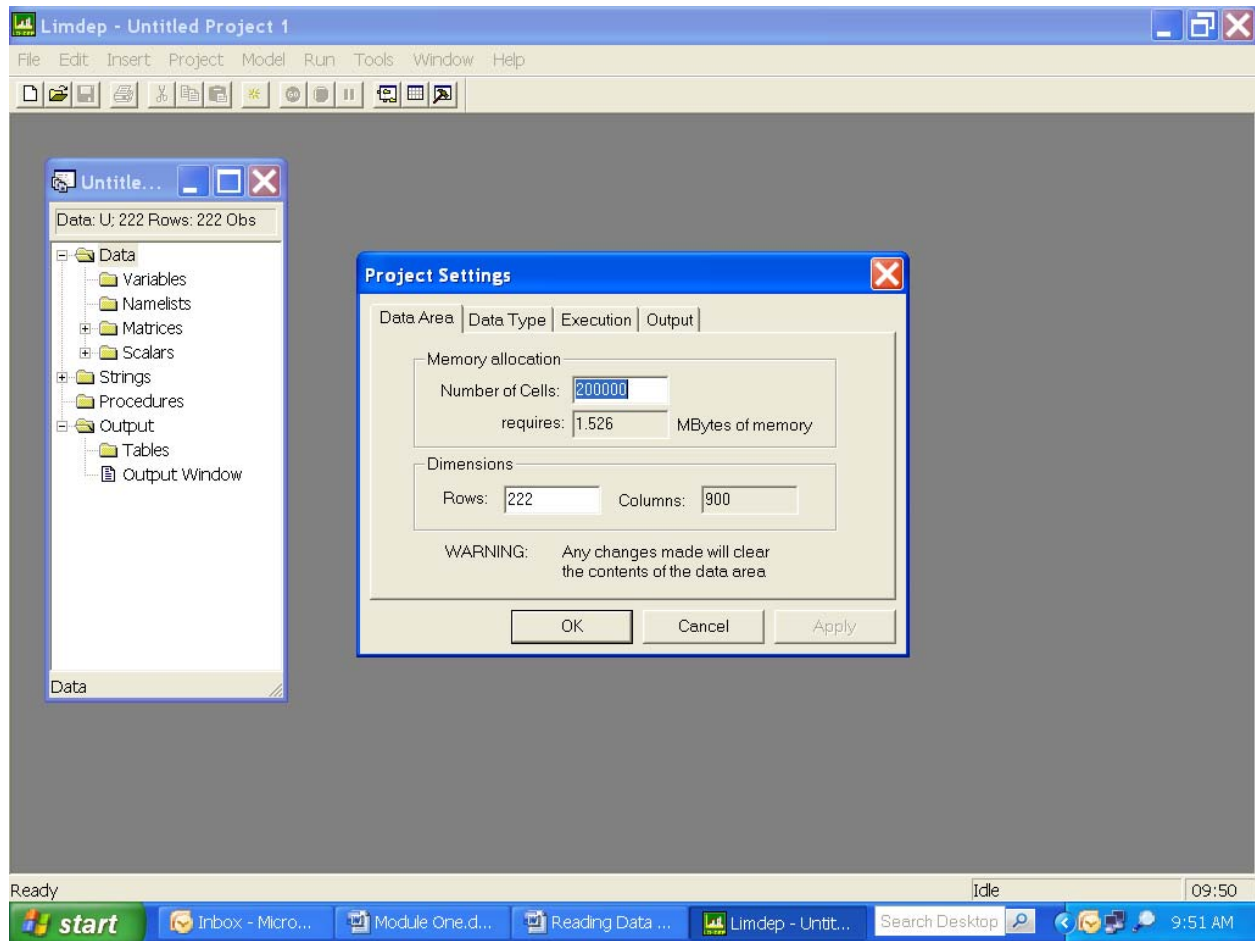 Limdep - Untitled Project 1
File Edit Insert Project Model Run Tools Window Help
Untitle...
Data: U; 222 Rows: 222 Obs
Data
Variables
Namelists
Matrices
Scalars
Strings
Procedures
Output
Tables
Output Window
Data
Project Settings
Data Area Data Type Execution Output
Memory allocation
Number of Cells: 200000
requires: 1.526 MBytes of memory
Dimensions
Rows: 222 Columns: 900
WARNING: Any changes made will clear
the contents of the data area
OK Cancel Apply
Ready Idle 09:50
start Inbox - Micro... Module One.d... Reading Data ... Limdep - Untit... Search Desktop 9:51 AM